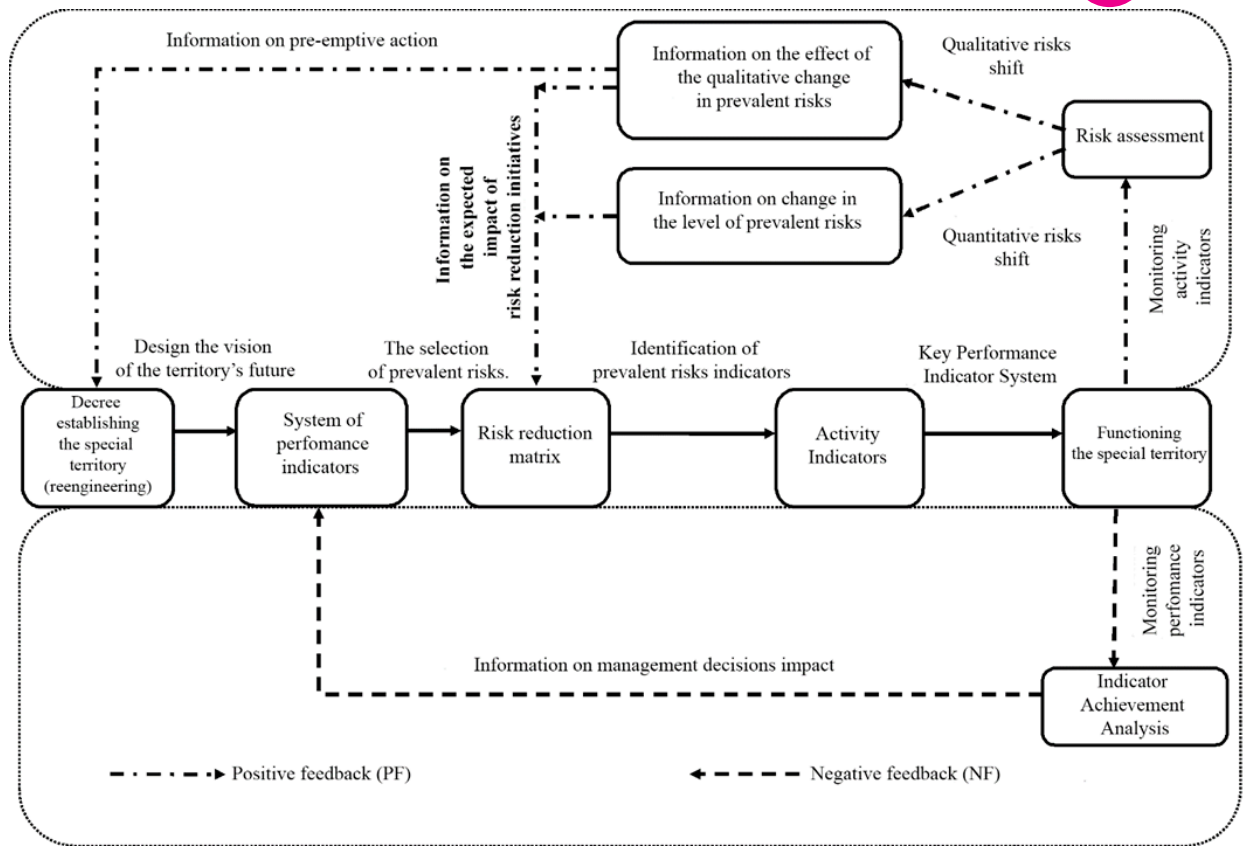 Information on pre-emptive action
Information on the effect of
the qualitative change
in prevalent risks
Qualitative risks
shift
Risk assessment
Information on
the expected
impact of
risk reduction initiatives
Information on change in
the level of prevalent risks
Quantitative risks
shift
Monitoring
activity
indicators
Design the vision
of the territory’s future
The selection
of prevalent risks.
Identification of
prevalent risks indicators
Key Performance
Indicator System
Decree
establishing
the special
territory
(reengineering)
System of
perfomance
indicators
Risk reduction
matrix
Activity
Indicators
Functioning
the special territory
Monitoring
perfomance
indicators
Information on management decisions impact
Indicator
Achievement
Analysis
Positive feedback (PF)
Negative feedback (NF)